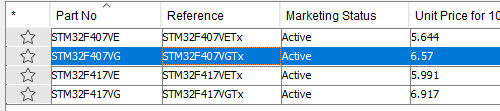 * Part No Reference Marketing Status Unit Price for 10
STM32F407VE STM32F407VETx Active 5.644
STM32F407VG STM32F407VGTx Active 6.57
STM32F417VE STM32F417VETx Active 5.991
STM32F417VG STM32F417VGTx Active 6.917